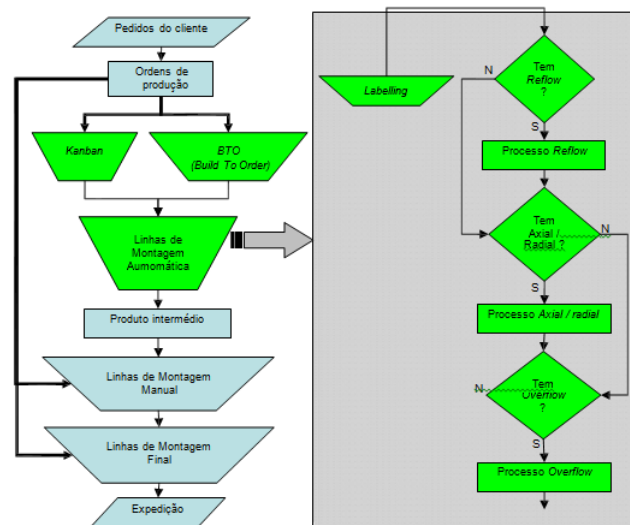 Pedidos do cliente
Ordens de
produção
Kanban
BTO
(Build To Order)
Linhas de
Montagem
Aumomática
Produto intermédio
Linhas de Montagem
Manual
Linhas de Montagem
Final
Expedição
Labelling
Tem
Reflow
?
N
S
Processo Reflow
Tem
Axial /
Radial ?
N
S
Processo Axial / radial
Tem
Overflow
?
N
S
Processo Overflow